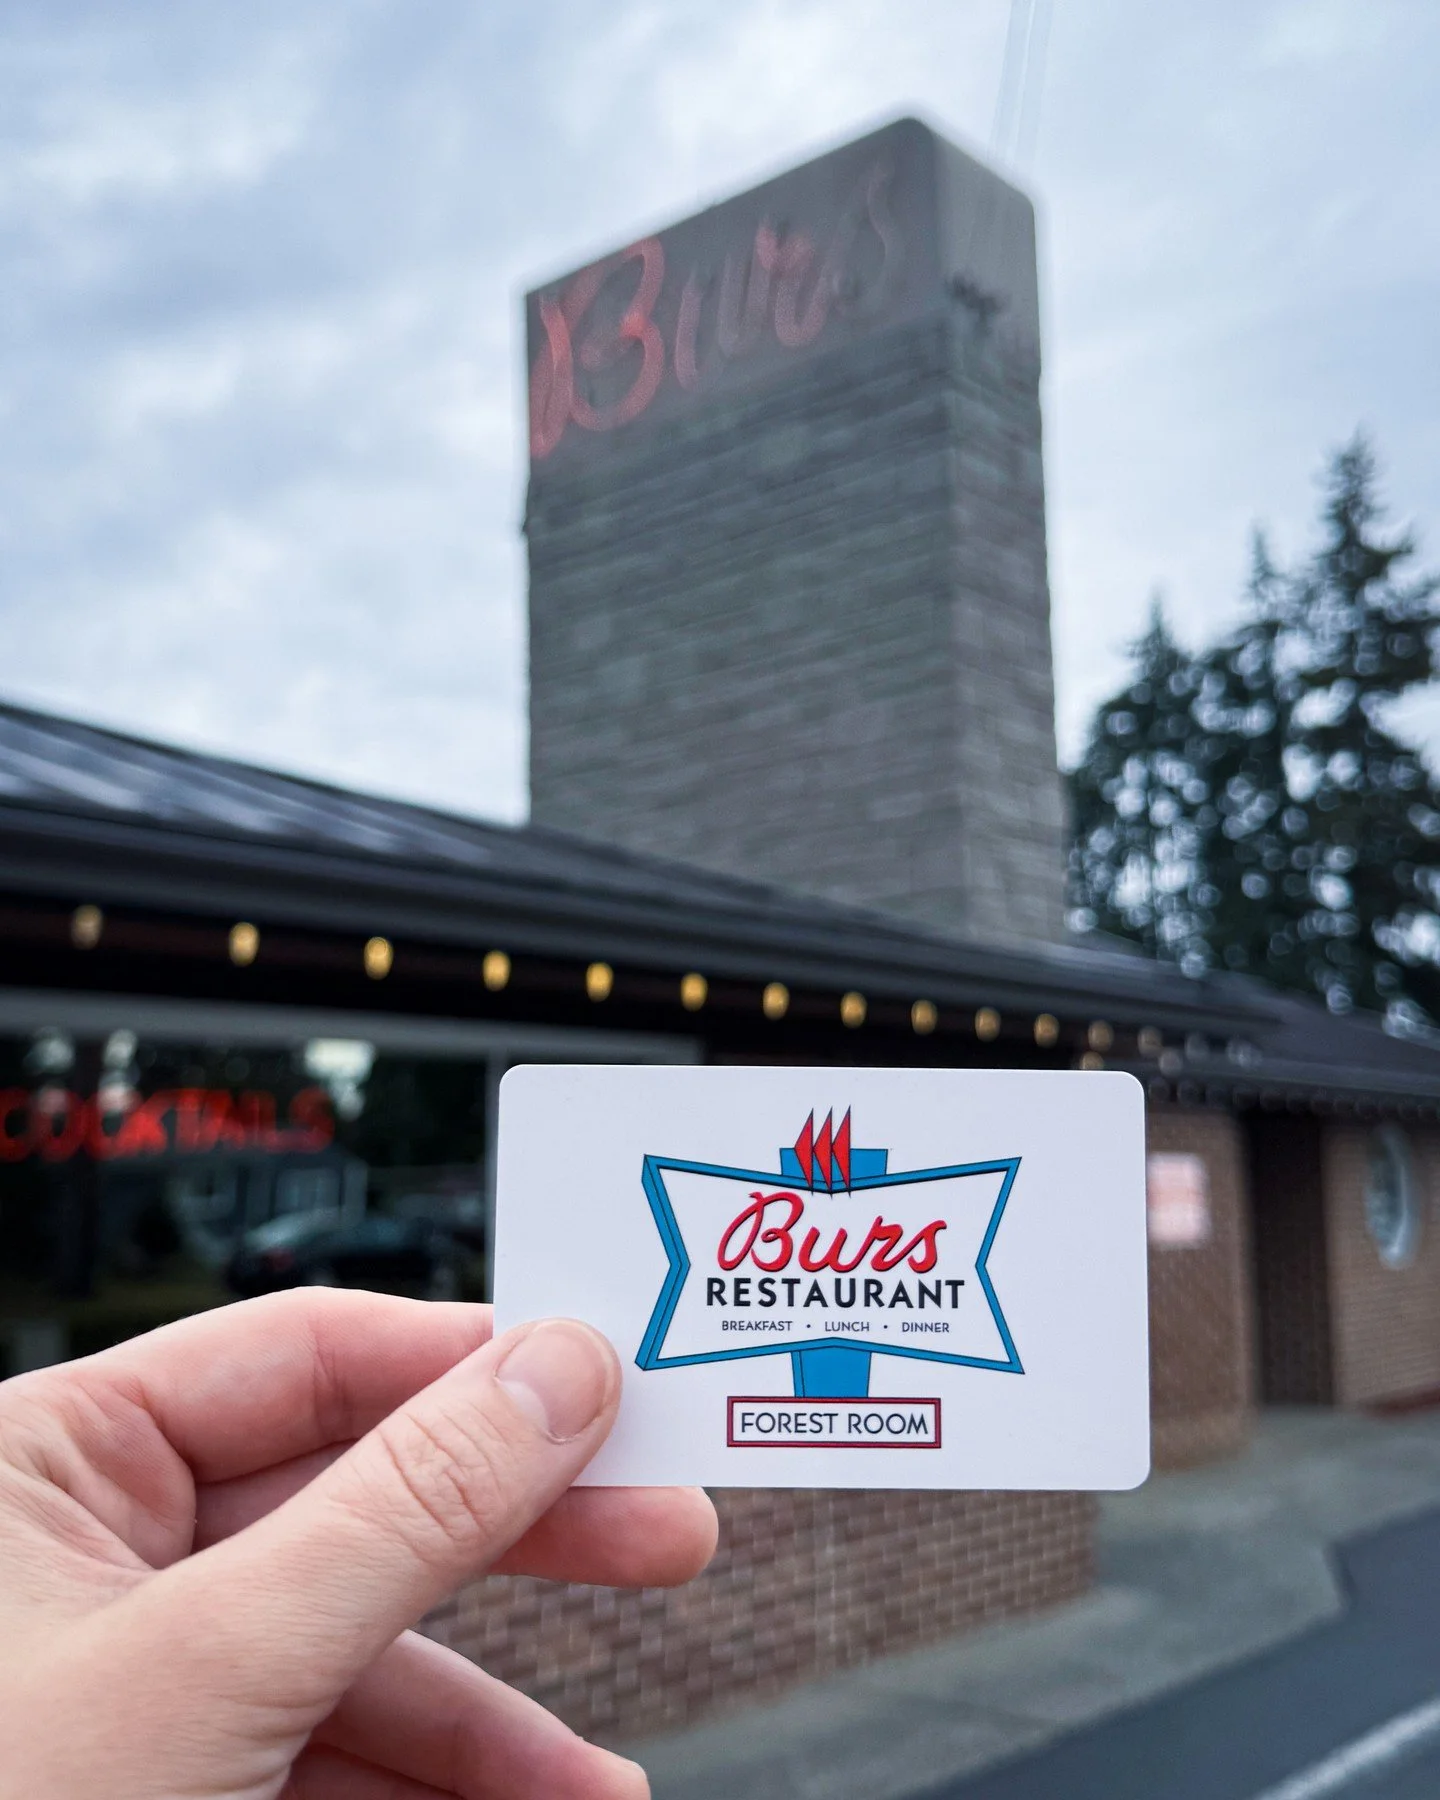 Burs
COCKTAILS
Burs
RESTAURANT
BREAKFAST • LUNCH • DINNER
FOREST ROOM